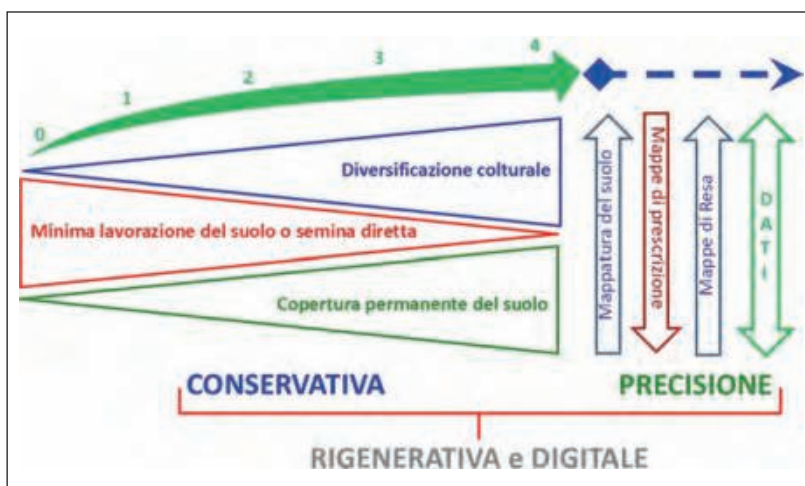 0
1
2
3
4
Diversificazione colturale
Minima lavorazione del suolo o semina diretta
Copertura permanente del suolo
Mappatura del suolo
Mappe di prescrizione
Mappe di Resa
DATI
CONSERVATIVA
PRECISIONE
RIGENERATIVA e DIGITALE